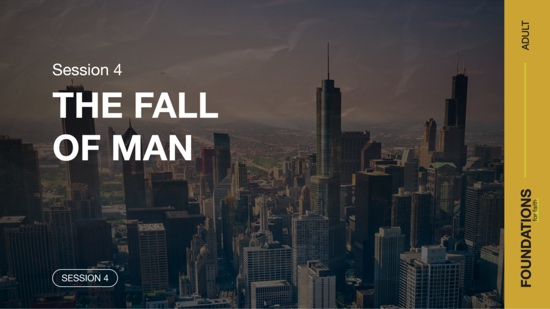 Session 4
THE FALL
OF MAN
SESSION 4
ADULT
FOUNDATIONS
for faith